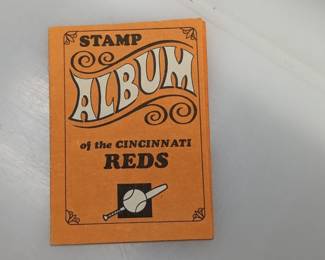 STAMP
ALBUM
of the CINCINNATI
REDS